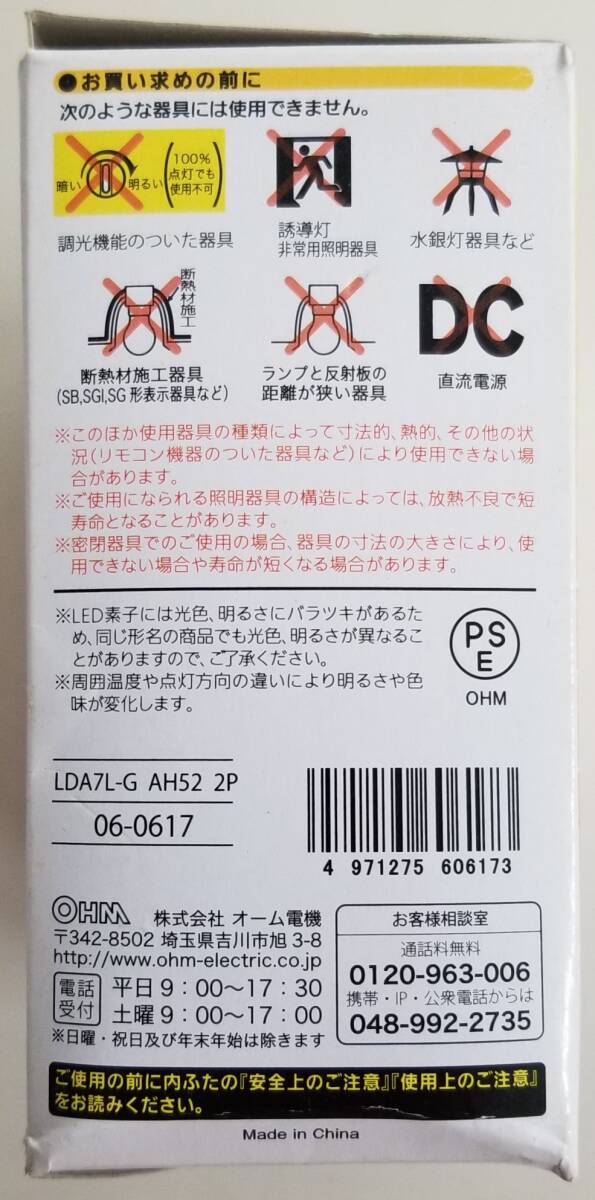 ●お買い求めの前に
次のような器具には使用できません。
暗い 明るい (100%点灯でも使用不可)
調光機能のついた器具
誘導灯
非常用照明器具
水銀灯器具など
断熱材施工
断熱材施工器具
(SB,SGI,SG 形表示器具など)
ランプと反射板の
距離が狭い器具
DC
直流電源
※このほか使用器具の種類によって寸法的、熱的、その他の状
況(リモコン機器のついた器具など)により使用できない場
合があります。
※ご使用になられる照明器具の構造によっては、放熱不良で短
寿命となることがあります。
※密閉器具でのご使用の場合、器具の寸法の大きさにより、使
用できない場合や寿命が短くなる場合があります。
※LED素子には光色、明るさにバラツキがあるた
め、同じ形名の商品でも光色、明るさが異なるこ
とがありますので、ご了承ください。
※周囲温度や点灯方向の違いにより明るさや色
味が変化します。
PS
E
OHM
LDA7L-G AH52 2P
06-0617
4 971275 606173
OHM 株式会社 オーム電機
〒342-8502 埼玉県吉川市旭 3-8
http://www.ohm-electric.co.jp
電話
受付
平日 9:00〜17:30
土曜 9:00〜17:00
※日曜・祝日及び年末年始は除きます
お客様相談室
通話料無料
0120-963-006
携帯・IP・公衆電話からは
048-992-2735
ご使用の前に内ふたの『安全上のご注意』『使用上のご注意』
をお読みください。
Made in China